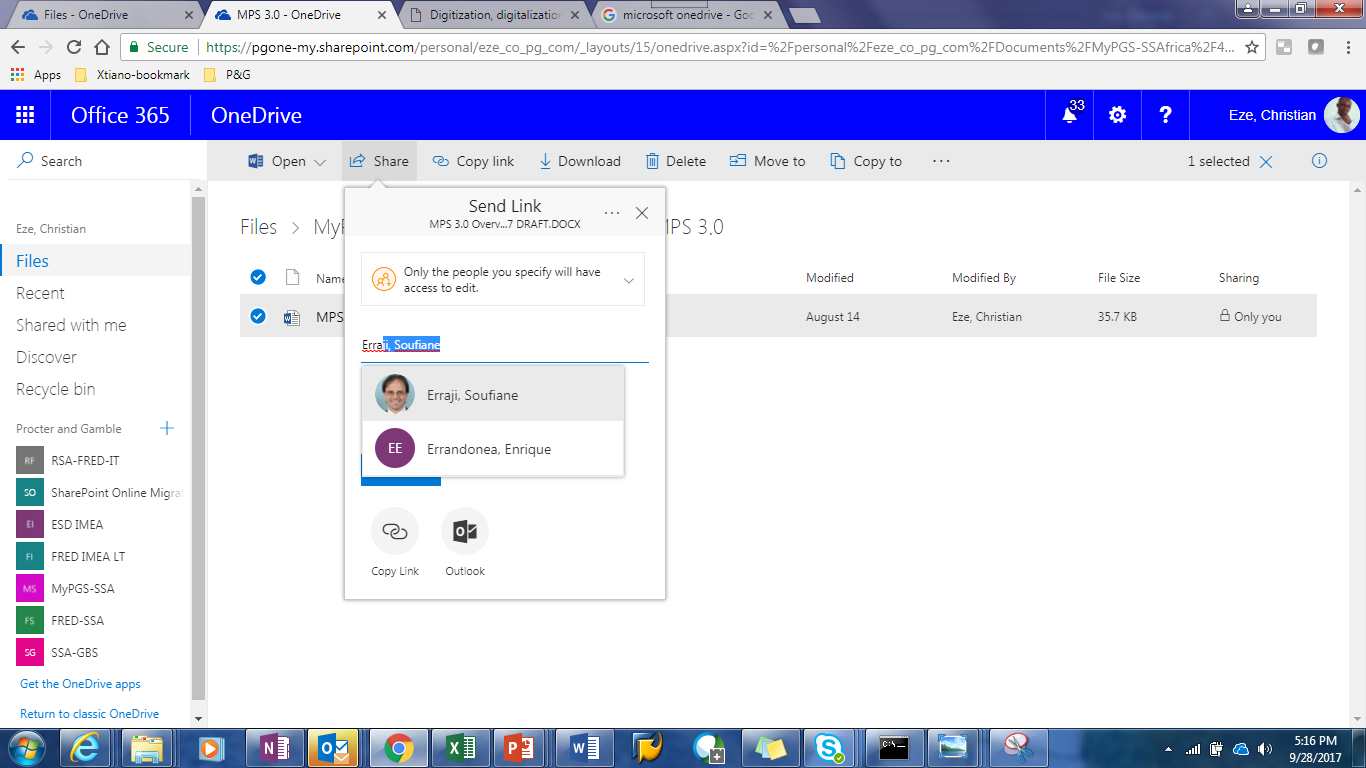 Files - OneDrive
MPS 3.0 - OneDrive
Digitization, digitalization
microsoft onedrive - Goo
Secure
https://pgone-my.sharepoint.com/personal/eze_co_pg_com/_layouts/15/onedrive.aspx?id=%2Fpersonal%2Feze_co_pg_com%2FDocuments%2FMyPGS-SSAfrica%2F4...
Apps
Xtiano-bookmark
P&G
Office 365
OneDrive
33
?
Eze, Christian
Search
Open
Share
Copy link
Download
Delete
Move to
Copy to
...
1 selected
Eze, Christian
Files
Recent
Shared with me
Discover
Recycle bin
Procter and Gamble
RF RSA-FRED-IT
SO SharePoint Online Migra
EI ESD IMEA
FI FRED IMEA LT
MS MyPGS-SSA
FS FRED-SSA
SG SSA-GBS
Get the OneDrive apps
Return to classic OneDrive
Files > MyP
MPS 3.0
Name
Modified
Modified By
File Size
Sharing
MPS
August 14
Eze, Christian
35.7 KB
Only you
Send Link
MPS 3.0 Overv...7 DRAFT.DOCX
...
Only the people you specify will have
access to edit.
Erraji, Soufiane
Erraji, Soufiane
EE Errandonea, Enrique
Copy Link
Outlook
5:16 PM
9/28/2017